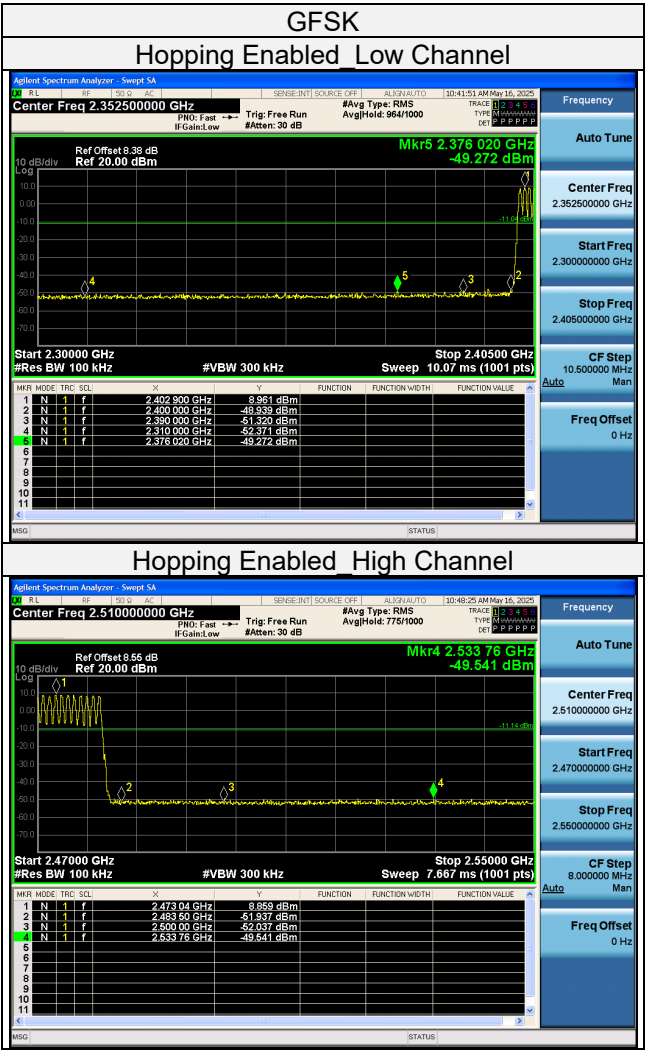 GFSK
Hopping Enabled_Low Channel
Agilent Spectrum Analyzer - Swept SA
LXI RL RF 50 Ω AC SENSE:INT SOURCE OFF ALIGNAUTO 10:41:51 AM May 16, 2025
Center Freq 2.352500000 GHz #Avg Type: RMS TRACE 1 2 3 4 5 6
PNO: Fast Trig: Free Run Avg|Hold: 964/1000 TYPE M
IFGain:Low #Atten: 30 dB DET P P P P P P
Frequency
Auto Tune
Mkr5 2.376 020 GHz
-49.272 dBm
Ref Offset 8.38 dB
10 dB/div Ref 20.00 dBm
Log
10.0
0.00
-10.0
-20.0
-30.0
-40.0
-50.0
-60.0
-70.0
-11.04 dBm
1
2
3
4
5
Start 2.30000 GHz Stop 2.40500 GHz
#Res BW 100 kHz #VBW 300 kHz Sweep 10.07 ms (1001 pts)
Center Freq
2.352500000 GHz
Start Freq
2.300000000 GHz
Stop Freq
2.405000000 GHz
CF Step
10.500000 MHz
Auto Man
Freq Offset
0 Hz
MKR MODE TRC SCL X Y FUNCTION FUNCTION WIDTH FUNCTION VALUE
1 N 1 f 2.402 900 GHz 8.961 dBm
2 N 1 f 2.400 000 GHz -48.939 dBm
3 N 1 f 2.390 000 GHz -51.320 dBm
4 N 1 f 2.310 000 GHz -52.371 dBm
5 N 1 f 2.376 020 GHz -49.272 dBm
6
7
8
9
10
11
MSG STATUS
Hopping Enabled_High Channel
Agilent Spectrum Analyzer - Swept SA
LXI RL RF 50 Ω AC SENSE:INT SOURCE OFF ALIGNAUTO 10:48:25 AM May 16, 2025
Center Freq 2.510000000 GHz #Avg Type: RMS TRACE 1 2 3 4 5 6
PNO: Fast Trig: Free Run Avg|Hold: 775/1000 TYPE M
IFGain:Low #Atten: 30 dB DET P P P P P P
Frequency
Auto Tune
Mkr4 2.533 76 GHz
-49.541 dBm
Ref Offset 8.55 dB
10 dB/div Ref 20.00 dBm
Log
10.0
0.00
-10.0
-20.0
-30.0
-40.0
-50.0
-60.0
-70.0
-11.14 dBm
1
2
3
4
Start 2.47000 GHz Stop 2.55000 GHz
#Res BW 100 kHz #VBW 300 kHz Sweep 7.667 ms (1001 pts)
Center Freq
2.510000000 GHz
Start Freq
2.470000000 GHz
Stop Freq
2.550000000 GHz
CF Step
8.000000 MHz
Auto Man
Freq Offset
0 Hz
MKR MODE TRC SCL X Y FUNCTION FUNCTION WIDTH FUNCTION VALUE
1 N 1 f 2.473 04 GHz 8.859 dBm
2 N 1 f 2.483 50 GHz -51.937 dBm
3 N 1 f 2.500 00 GHz -52.037 dBm
4 N 1 f 2.533 76 GHz -49.541 dBm
5
6
7
8
9
10
11
MSG STATUS